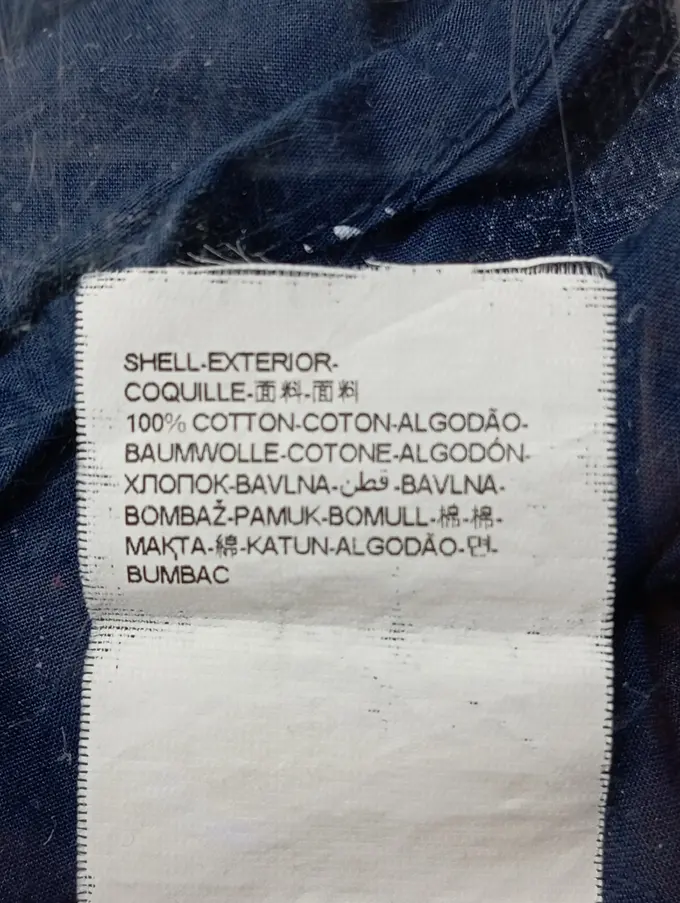 SHELL-EXTERIOR-
COQUILLE-面料-面料
100% COTTON-COTON-ALGODÃO-
BAUMWOLLE-COTONE-ALGODÓN-
ХЛОПОК-BAVLNA-قطن-BAVLNA-
BOMBAŽ-PAMUK-BOMULL-棉-棉-
МАҚТА-綿-KATUN-ALGODÃO-면-
BUMBAC